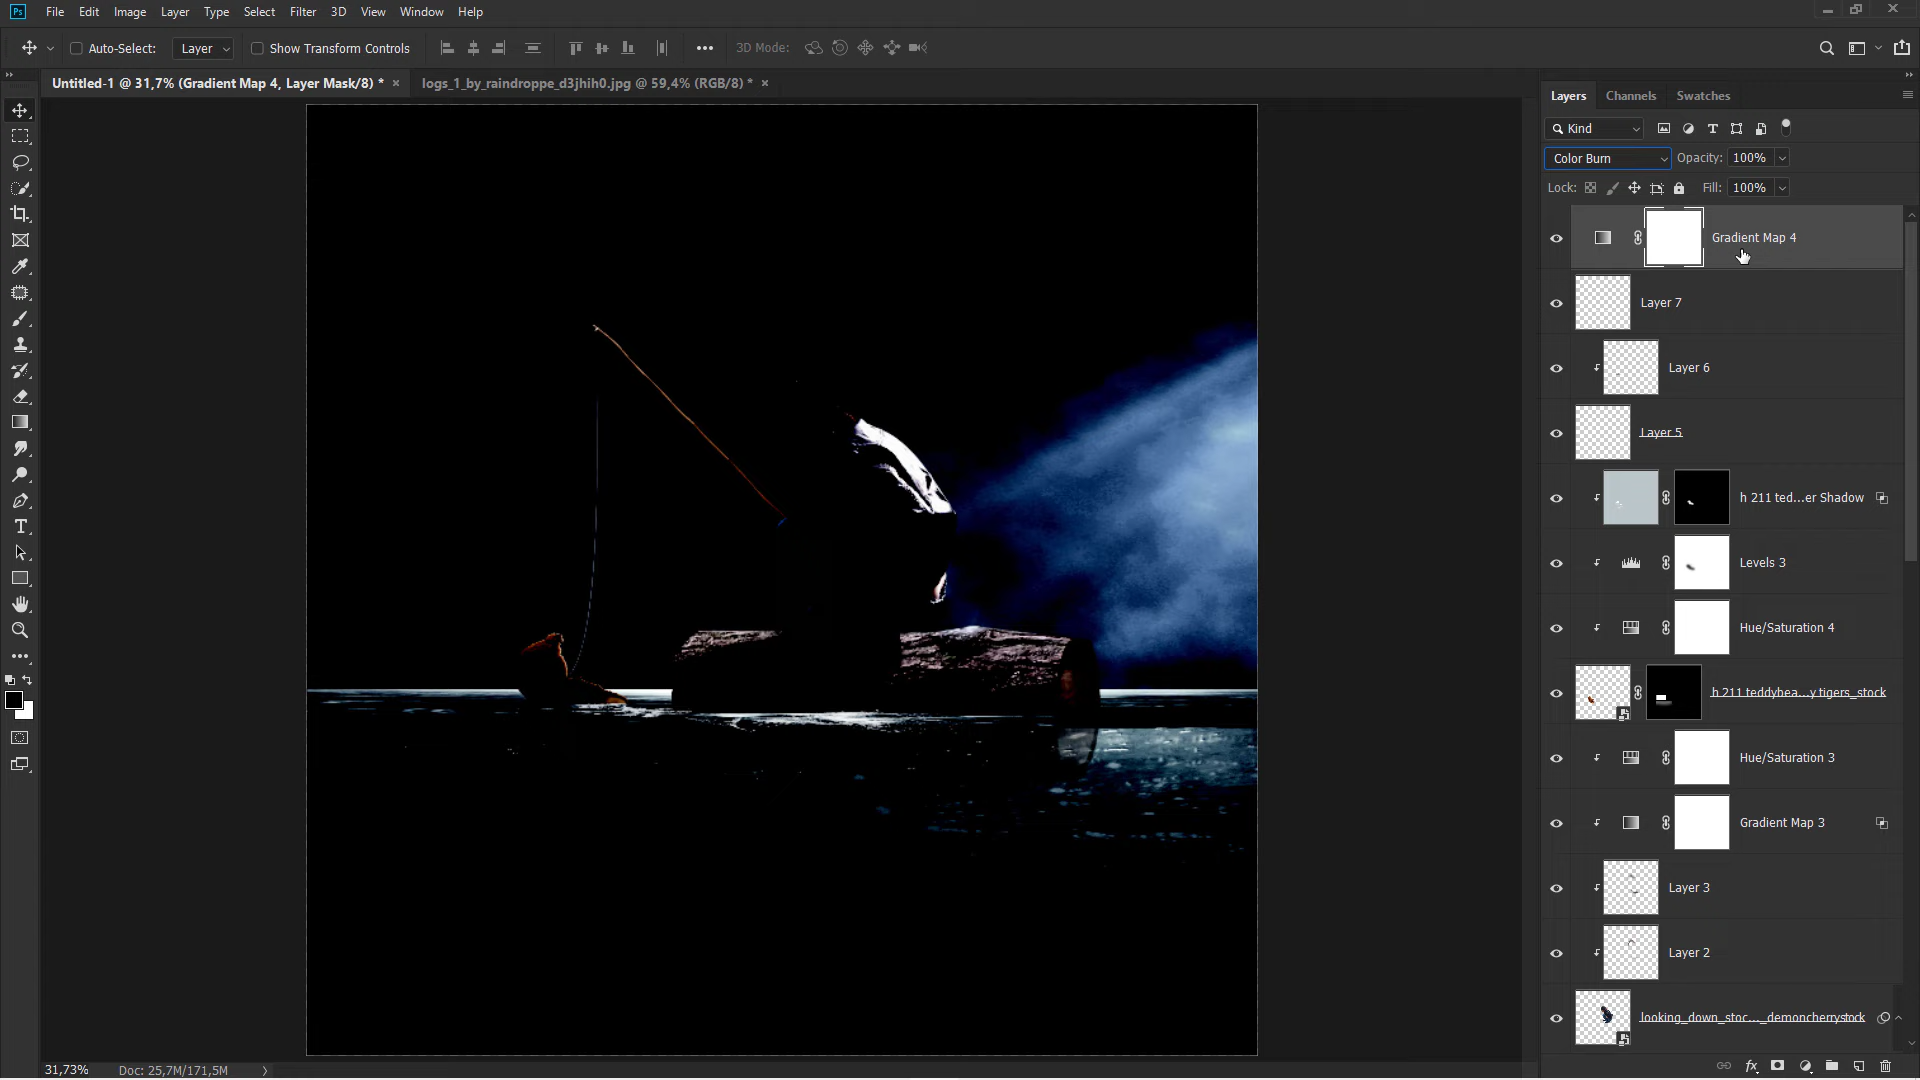 Ps File Edit Image Layer Type Select Filter 3D View Window Help
Auto-Select: Layer Show Transform Controls 3D Mode:
Untitled-1 @ 31,7% (Gradient Map 4, Layer Mask/8) * × logs_1_by_raindroppe_d3jhih0.jpg @ 59,4% (RGB/8) * ×
Layers Channels Swatches
Kind
Color Burn Opacity: 100%
Lock: Fill: 100%
Gradient Map 4
Layer 7
Layer 6
Layer 5
h 211 ted...er Shadow
Levels 3
Hue/Saturation 4
h 211 teddyhea...y tigers_stock
Hue/Saturation 3
Gradient Map 3
Layer 3
Layer 2
looking_down_stoc..._demoncherrystock
31,73% Doc: 25,7M/171,5M